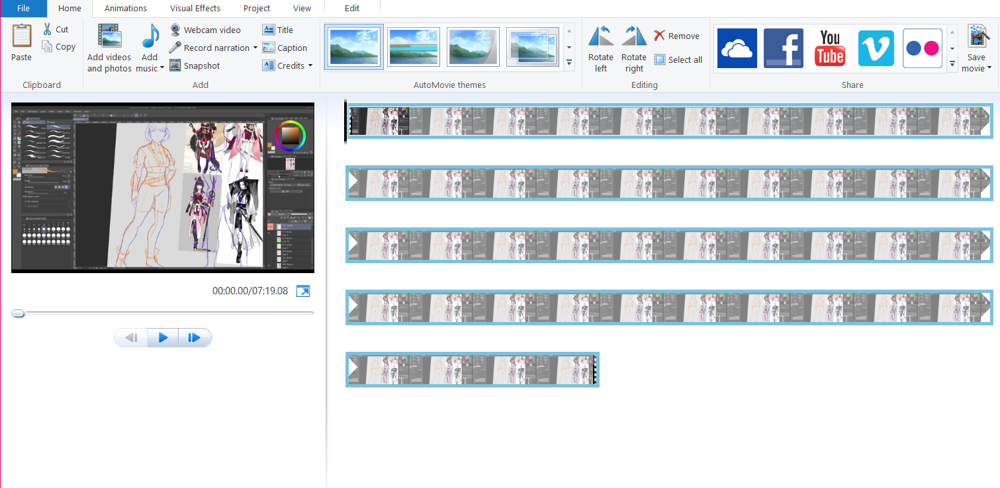 File Home Animations Visual Effects Project View Edit
Paste
Cut
Copy
Clipboard
Add videos
and photos
Add
music
Webcam video
Record narration
Snapshot
Title
Caption
Credits
Add
AutoMovie themes
Rotate
left
Rotate
right
Remove
Select all
Editing
f
You
Tube
v
Share
Save
movie
00:00.00/07:19.08